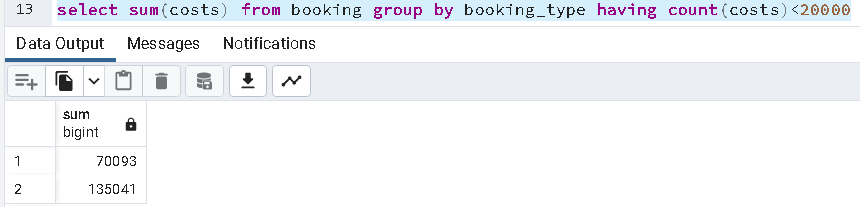 13 select sum(costs) from booking group by booking_type having count(costs)<20000
Data Output Messages Notifications
sum
bigint
1 70093
2 135041